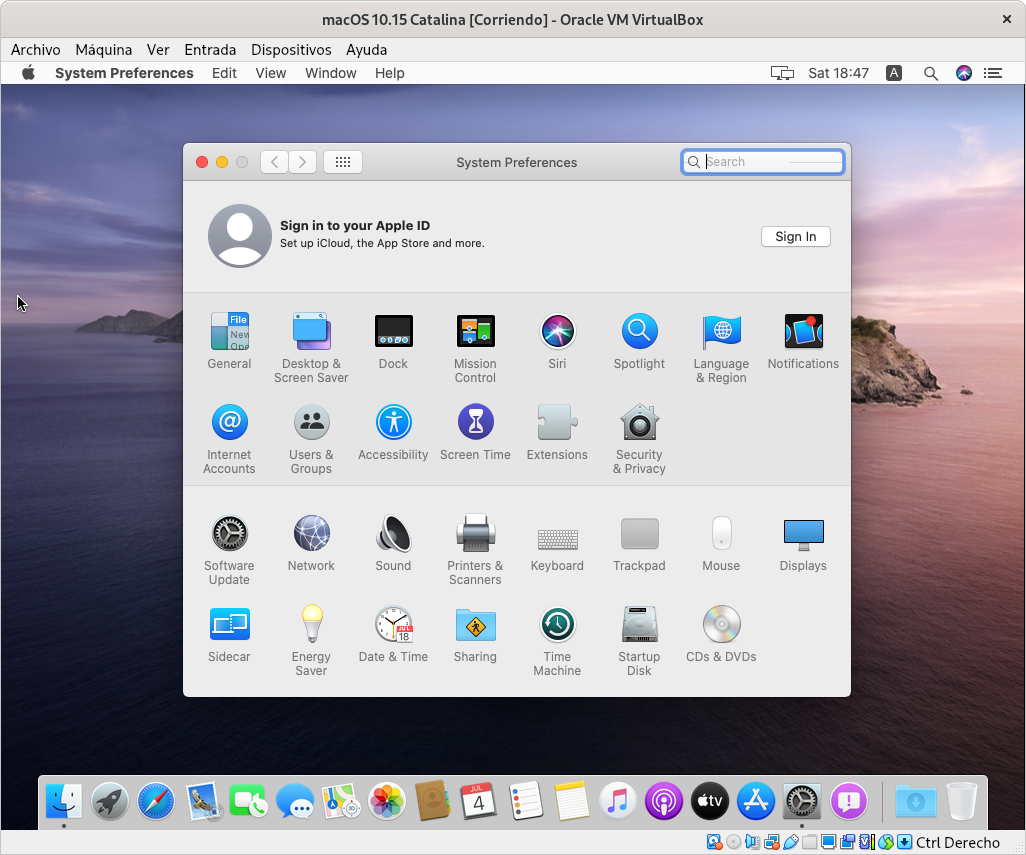 macOS 10.15 Catalina [Corriendo] - Oracle VM VirtualBox
Archivo Máquina Ver Entrada Dispositivos Ayuda
System Preferences Edit View Window Help Sat 18:47 A
System Preferences
Search
Sign in to your Apple ID
Set up iCloud, the App Store and more.
Sign In
File
New
Ope
General
Desktop &
Screen Saver
Dock
Mission
Control
Siri
Spotlight
Language
& Region
Notifications
@
Internet
Accounts
Users &
Groups
Accessibility
Screen Time
Extensions
Security
& Privacy
Software
Update
Network
Sound
Printers &
Scanners
Keyboard
Trackpad
Mouse
Displays
Sidecar
Energy
Saver
JUL
18
Date & Time
Sharing
Time
Machine
Startup
Disk
CDs & DVDs
JUL
4
tv
Ctrl Derecho